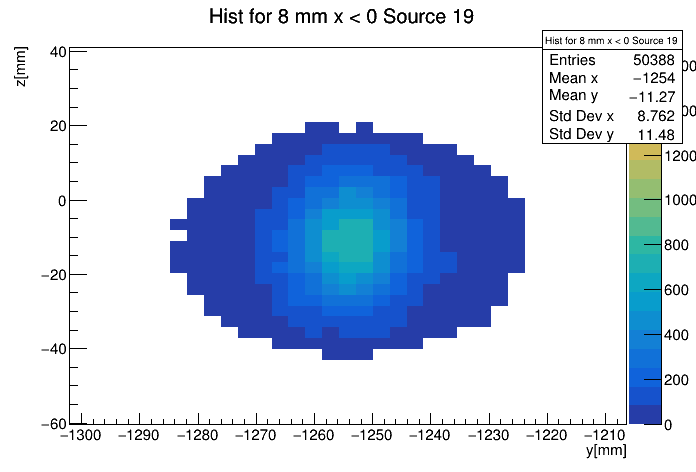 Hist for 8 mm x < 0 Source 19
z[mm]
Hist for 8 mm x < 0 Source 19
Entries 50388
Mean x −1254
Mean y −11.27
Std Dev x 8.762
Std Dev y 11.48
40
20
0
−20
−40
−60
1200
1000
800
600
400
200
0
−1300 −1290 −1280 −1270 −1260 −1250 −1240 −1230 −1220 −1210
y[mm]